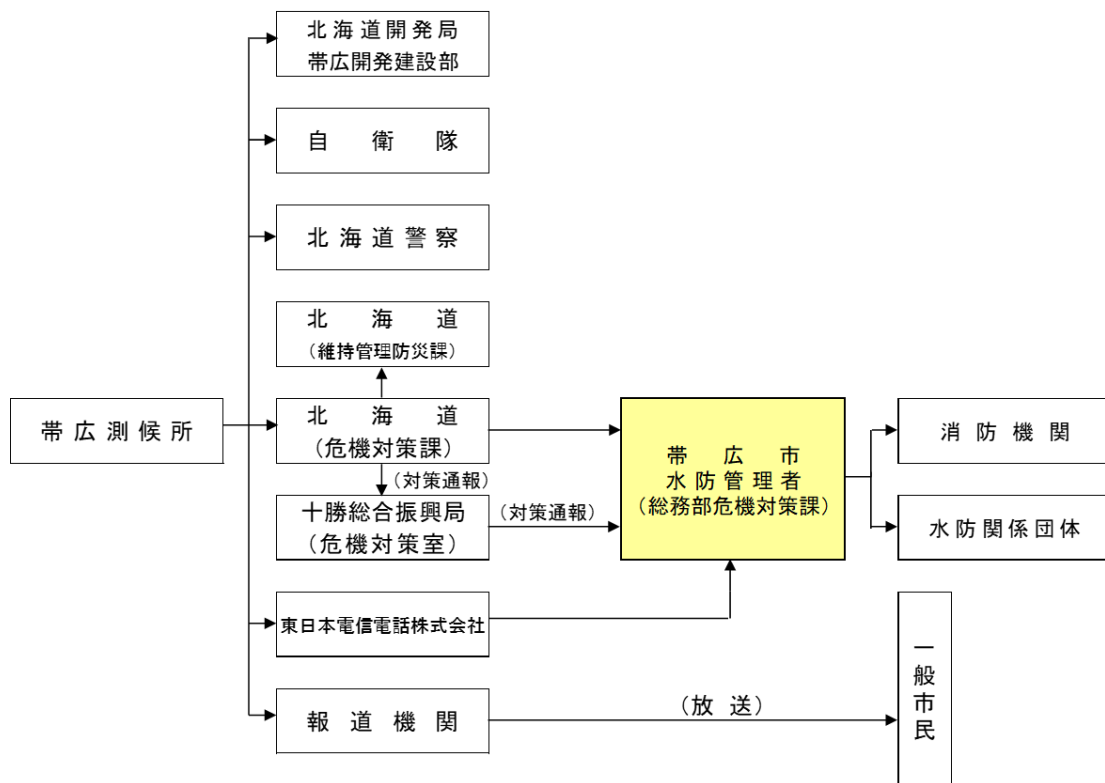 北海道開発局
帯広開発建設部
自衛隊
北海道警察
北海道
（維持管理防災課）
帯広測候所
北海道
（危機対策課）
（対策通報）
十勝総合振興局
（危機対策室）
（対策通報）
帯広市
水防管理者
（総務部危機対策課）
消防機関
水防関係団体
東日本電信電話株式会社
報道機関
（放送）
一般市民